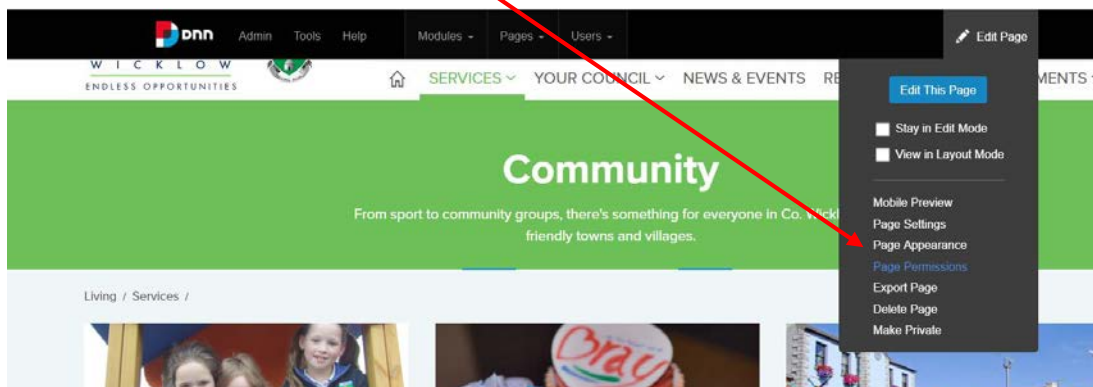 dnn Admin Tools Help Modules Pages Users Edit Page
WICKLOW
ENDLESS OPPORTUNITIES
SERVICES YOUR COUNCIL NEWS & EVENTS RE MENTS
Edit This Page
Stay in Edit Mode
View in Layout Mode
Community
From sport to community groups, there's something for everyone in Co. Wickl
friendly towns and villages.
Mobile Preview
Page Settings
Page Appearance
Page Permissions
Export Page
Delete Page
Make Private
Living / Services /
Bray